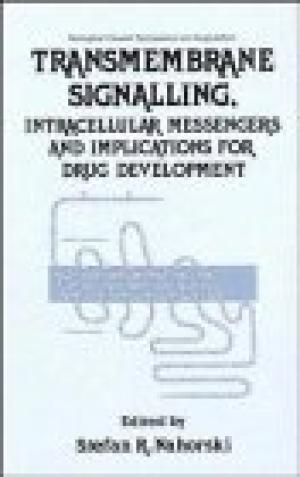 TRANSMEMBRANE
SIGNALLING,
INTRACELLULAR MESSENGERS
AND IMPLICATIONS FOR
DRUG DEVELOPMENT
Edited by
Stefan R. Nahorski